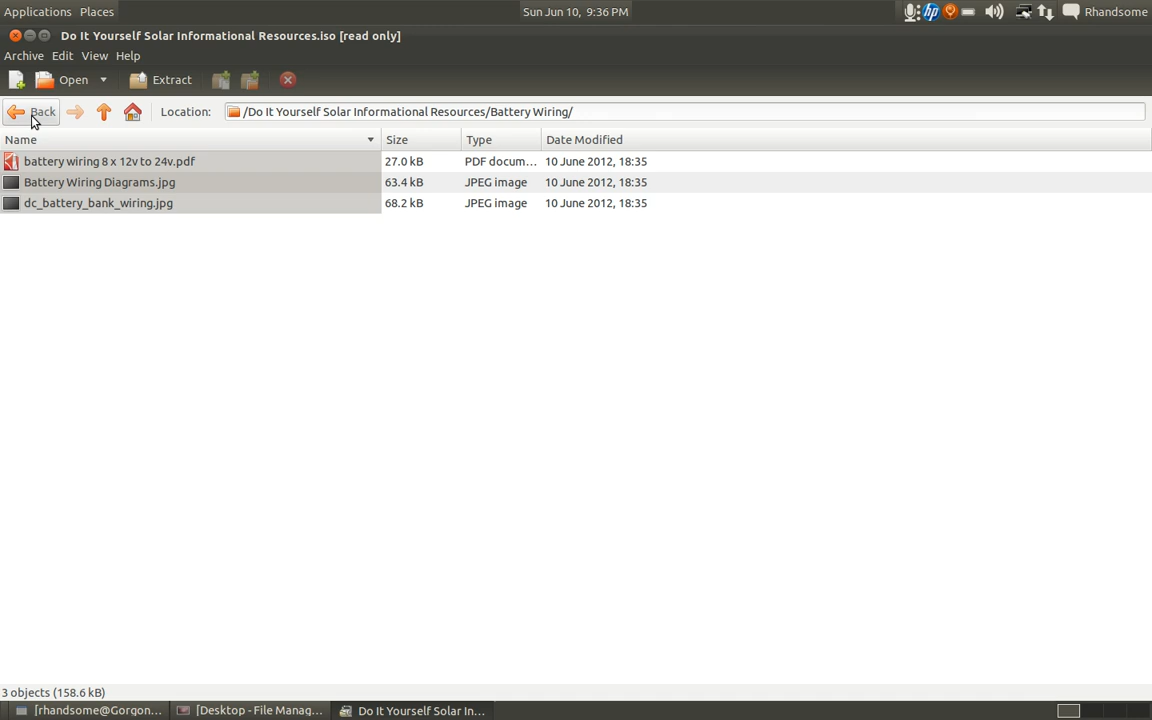 Applications Places Sun Jun 10, 9:36 PM hp Rhandsome
Do It Yourself Solar Informational Resources.iso [read only]
Archive Edit View Help
Open Extract
Back Location: /Do It Yourself Solar Informational Resources/Battery Wiring/
Name Size Type Date Modified
battery wiring 8 x 12v to 24v.pdf 27.0 kB PDF docum... 10 June 2012, 18:35
Battery Wiring Diagrams.jpg 63.4 kB JPEG image 10 June 2012, 18:35
dc_battery_bank_wiring.jpg 68.2 kB JPEG image 10 June 2012, 18:35
3 objects (158.6 kB)
[rhandsome@Gorgon... [Desktop - File Manag... Do It Yourself Solar In...